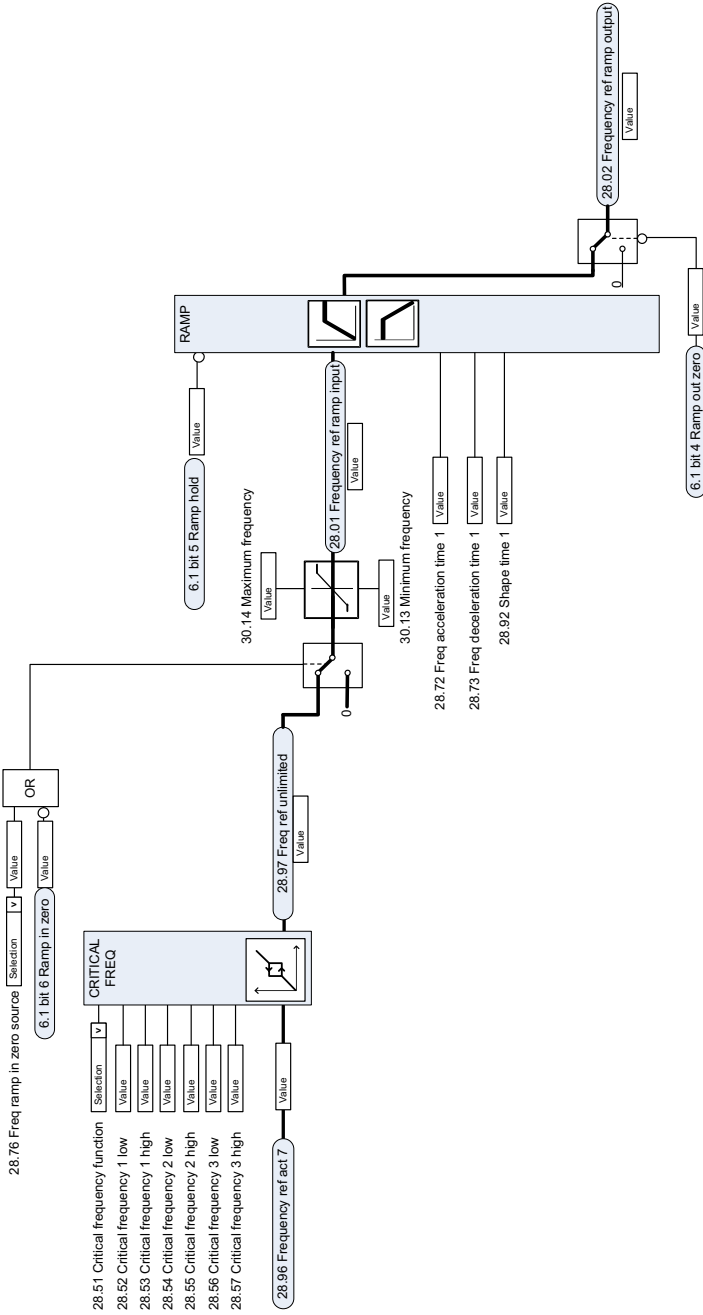 28.76 Freq ramp in zero source
Selection
v
Value
OR
6.1 bit 6 Ramp in zero
Value
28.51 Critical frequency function
Selection
v
CRITICAL
FREQ
28.52 Critical frequency 1 low
Value
28.53 Critical frequency 1 high
Value
28.54 Critical frequency 2 low
Value
28.55 Critical frequency 2 high
Value
28.56 Critical frequency 3 low
Value
28.57 Critical frequency 3 high
Value
28.96 Frequency ref act 7
Value
28.97 Freq ref unlimited
Value
0
6.1 bit 5 Ramp hold
Value
RAMP
30.14 Maximum frequency
Value
28.01 Frequency ref ramp input
Value
Value
30.13 Minimum frequency
28.72 Freq acceleration time 1
Value
28.73 Freq deceleration time 1
Value
28.92 Shape time 1
Value
0
28.02 Frequency ref ramp output
Value
6.1 bit 4 Ramp out zero
Value